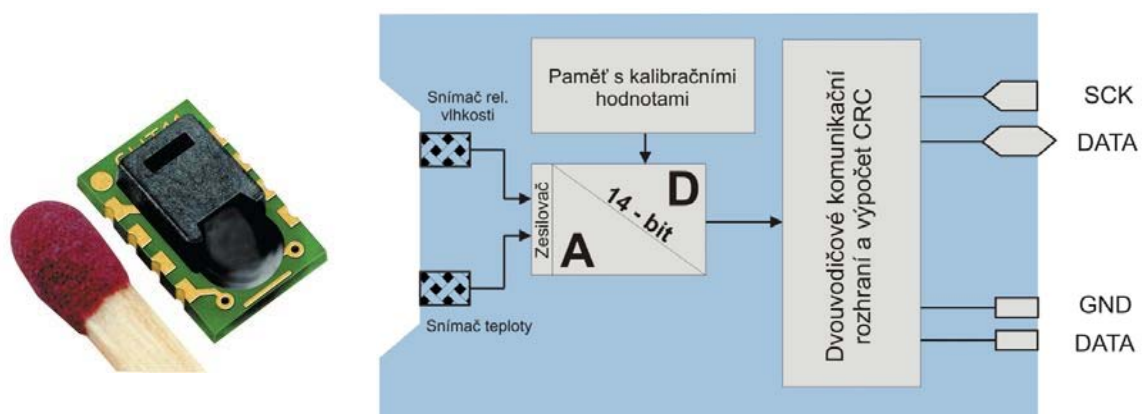 Snímač rel.
vlhkosti
Paměť s kalibračními
hodnotami
Zesilovač
A
14 - bit
D
Snímač teploty
Dvouvodičové komunikační
rozhraní a výpočet CRC
SCK
DATA
GND
DATA